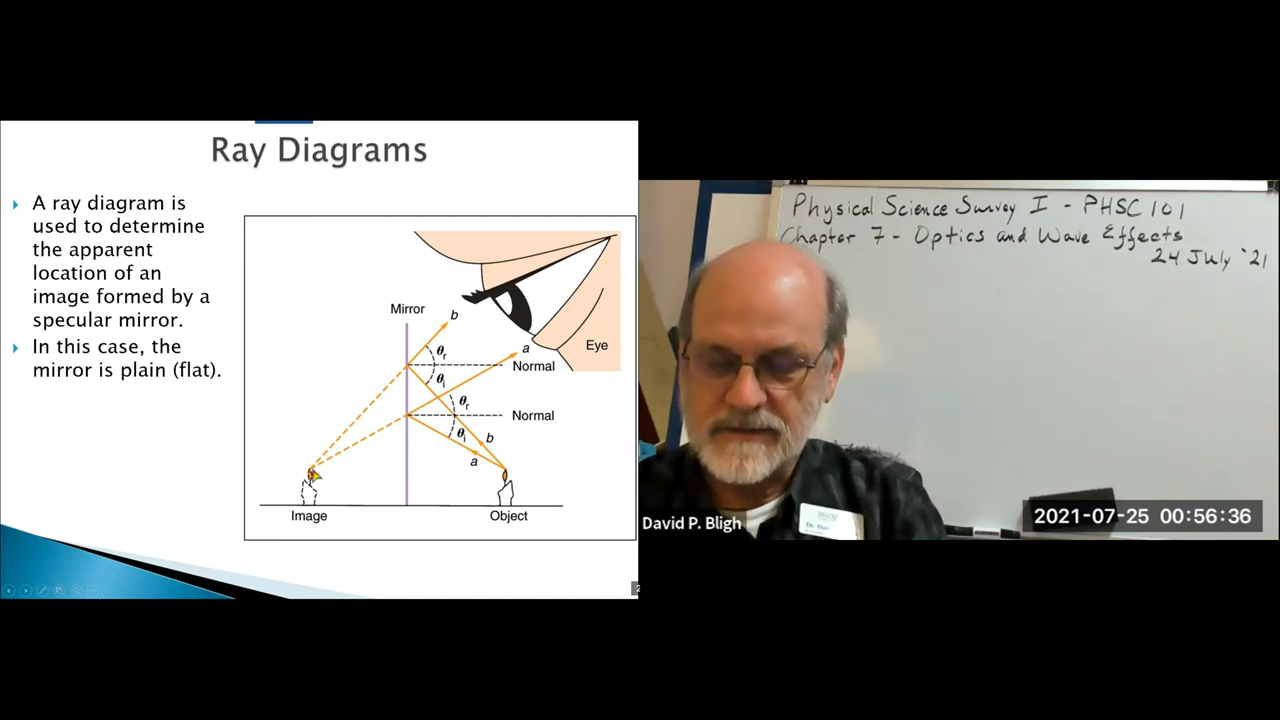 Ray Diagrams
A ray diagram is
used to determine
the apparent
location of an
image formed by a
specular mirror.
In this case, the
mirror is plain (flat).
Mirror
b
a
Eye
θr
Normal
θi
θr
Normal
θi
b
a
Image
Object
Physical Science Survey I - PHSC 101
Chapter 7 - Optics and Wave Effects
24 July '21
David P. Bligh
2021-07-25 00:56:36